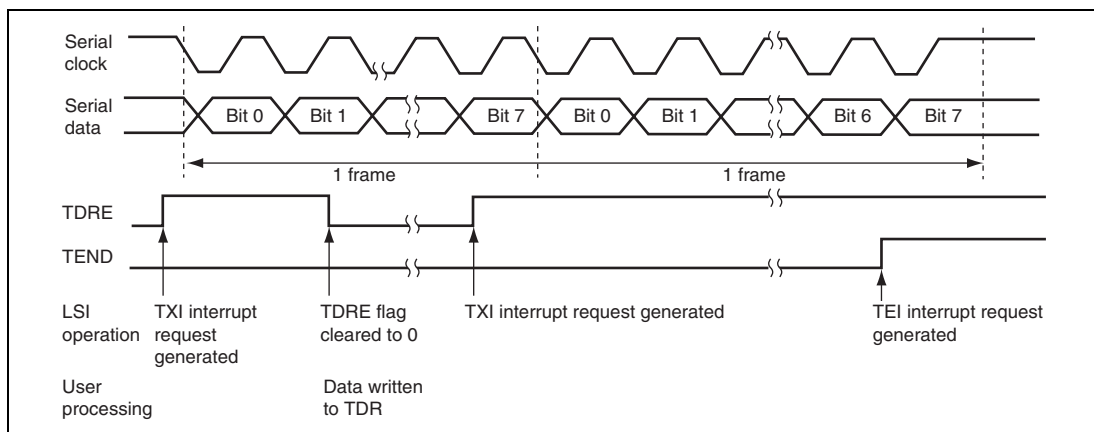 Serial
clock
Serial
data
Bit 0 Bit 1 Bit 7 Bit 0 Bit 1 Bit 6 Bit 7
1 frame 1 frame
TDRE
TEND
LSI
operation
TXI interrupt
request
generated
TDRE flag
cleared to 0
TXI interrupt request generated
TEI interrupt request
generated
User
processing
Data written
to TDR